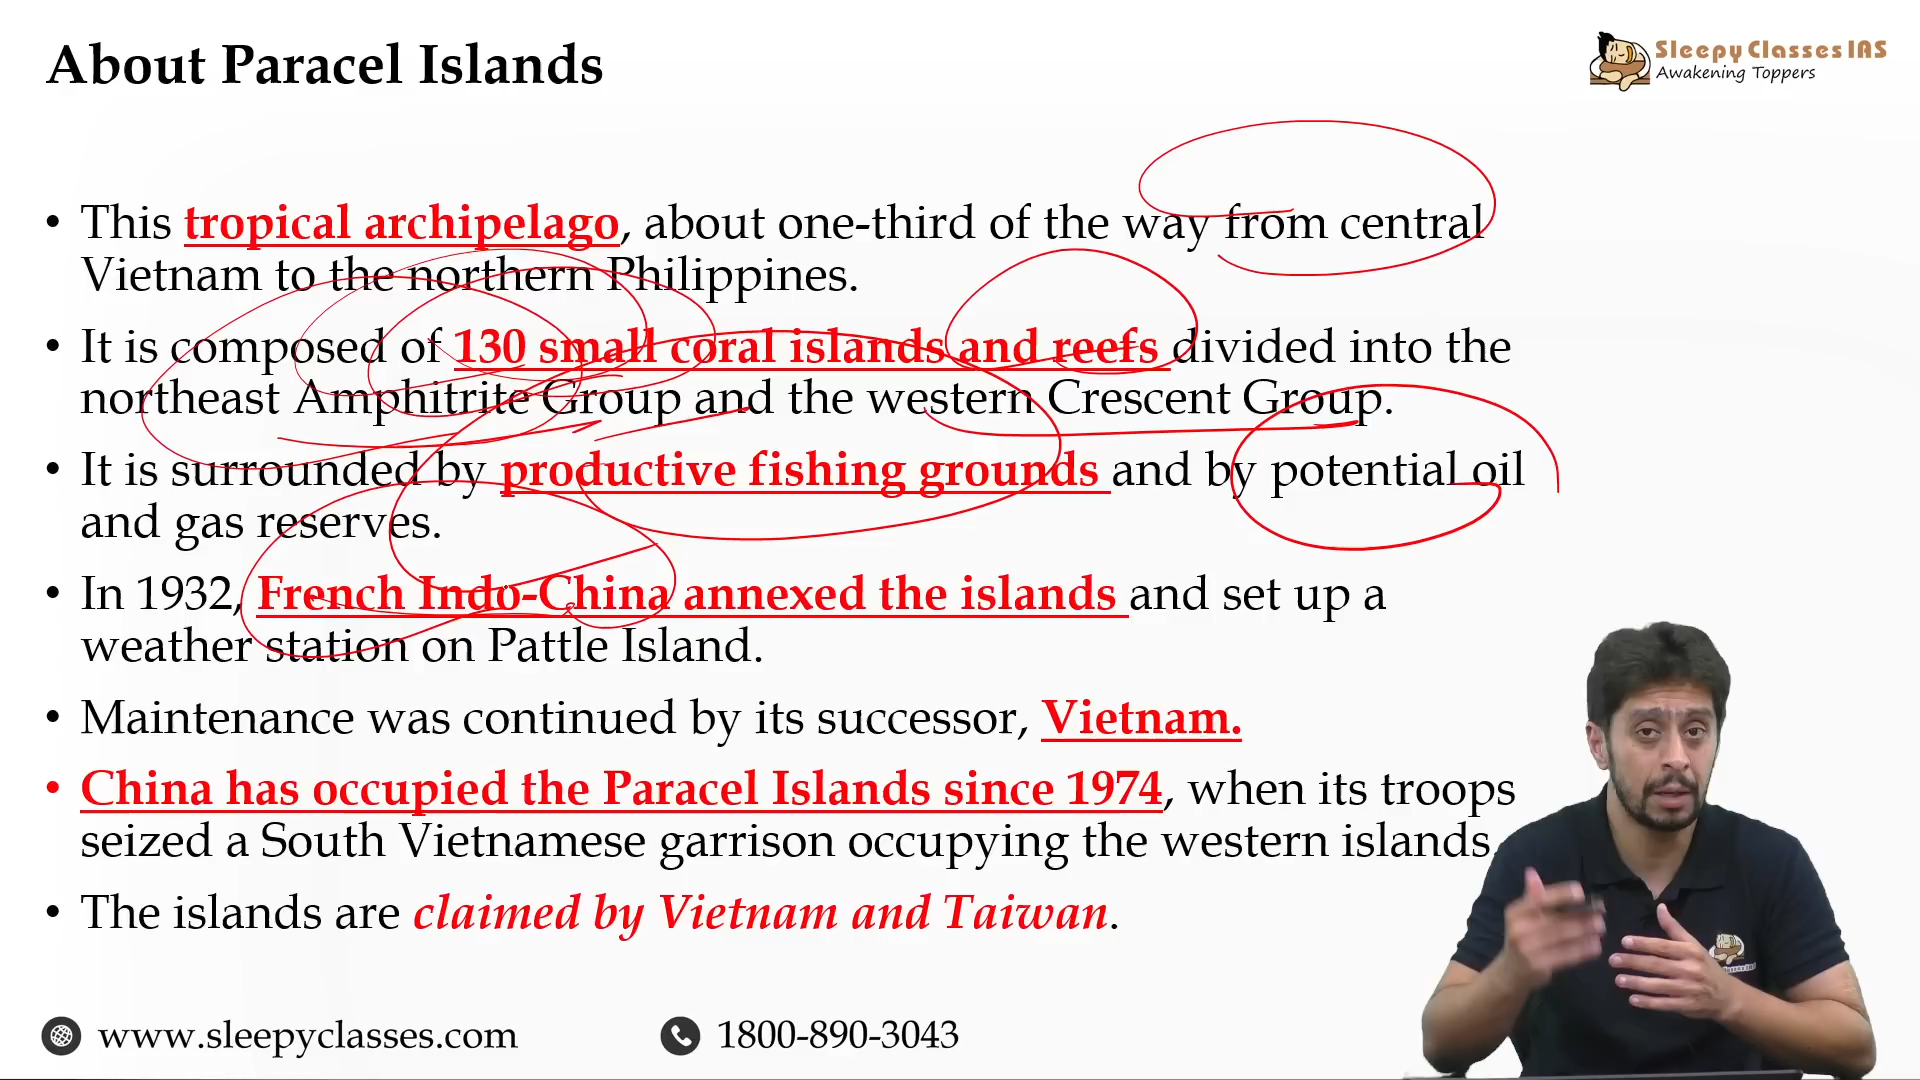 About Paracel Islands
Sleepy Classes IAS
Awakening Toppers
• This tropical archipelago, about one-third of the way from central
Vietnam to the northern Philippines.
• It is composed of 130 small coral islands and reefs divided into the
northeast Amphitrite Group and the western Crescent Group.
• It is surrounded by productive fishing grounds and by potential oil
and gas reserves.
• In 1932, French Indo-China annexed the islands and set up a
weather station on Pattle Island.
• Maintenance was continued by its successor, Vietnam.
• China has occupied the Paracel Islands since 1974, when its troops
seized a South Vietnamese garrison occupying the western islands.
• The islands are claimed by Vietnam and Taiwan.
www.sleepyclasses.com
1800-890-3043